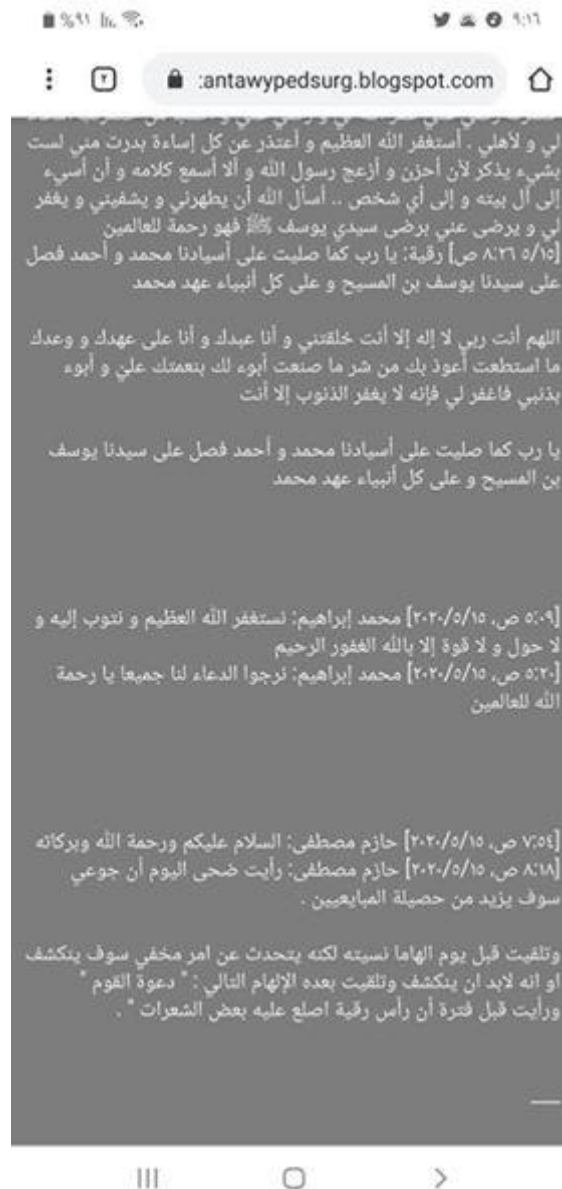 ٩:١٦
%٩١
٢
:antawypedsurg.blogspot.com
لي و لأهلي . أستغفر الله العظيم و أعتذر عن كل إساءة بدرت مني لست
بشيء يذكر لأن أحزن و أزعج رسول الله و ألا أسمع كلامه و أن أسيء
إلى آل بيته و إلى أي شخص .. أسأل الله أن يطهرني و يشفيني و يغفر
لي و يرضى عني برضى سيدي يوسف ﷺ فهو رحمة للعالمين
[٥/١٥ ٨:٢٦ ص] رقية: يا رب كما صليت على أسيادنا محمد و أحمد فصل
على سيدنا يوسف بن المسيح و على كل أنبياء عهد محمد
اللهم أنت ربي لا إله إلا أنت خلقتني و أنا عبدك و أنا على عهدك و وعدك
ما استطعت أعوذ بك من شر ما صنعت أبوء لك بنعمتك علي و أبوء
بذنبي فاغفر لي فإنه لا يغفر الذنوب إلا أنت
يا رب كما صليت على أسيادنا محمد و أحمد فصل على سيدنا يوسف
بن المسيح و على كل أنبياء عهد محمد
[٥:٠٩ ص، ٢٠٢٠/٥/١٥] محمد إبراهيم: نستغفر الله العظيم و نتوب إليه و
لا حول و لا قوة إلا بالله الغفور الرحيم
[٥:٢٠ ص، ٢٠٢٠/٥/١٥] محمد إبراهيم: نرجوا الدعاء لنا جميعا يا رحمة
الله للعالمين
[٧:٥٤ ص، ٢٠٢٠/٥/١٥] حازم مصطفى: السلام عليكم ورحمة الله وبركاته
[٨:١٨ ص، ٢٠٢٠/٥/١٥] حازم مصطفى: رأيت ضحى اليوم أن جوعي
سوف يزيد من حصيلة المبايعيين .
وتلقيت قبل يوم الهاما نسيته لكنه يتحدث عن امر مخفي سوف ينكشف
او انه لابد ان ينكشف وتلقيت بعده الإلهام التالي : " دعوة القوم "
ورأيت قبل فترة أن رأس رقية اصلع عليه بعض الشعرات " .